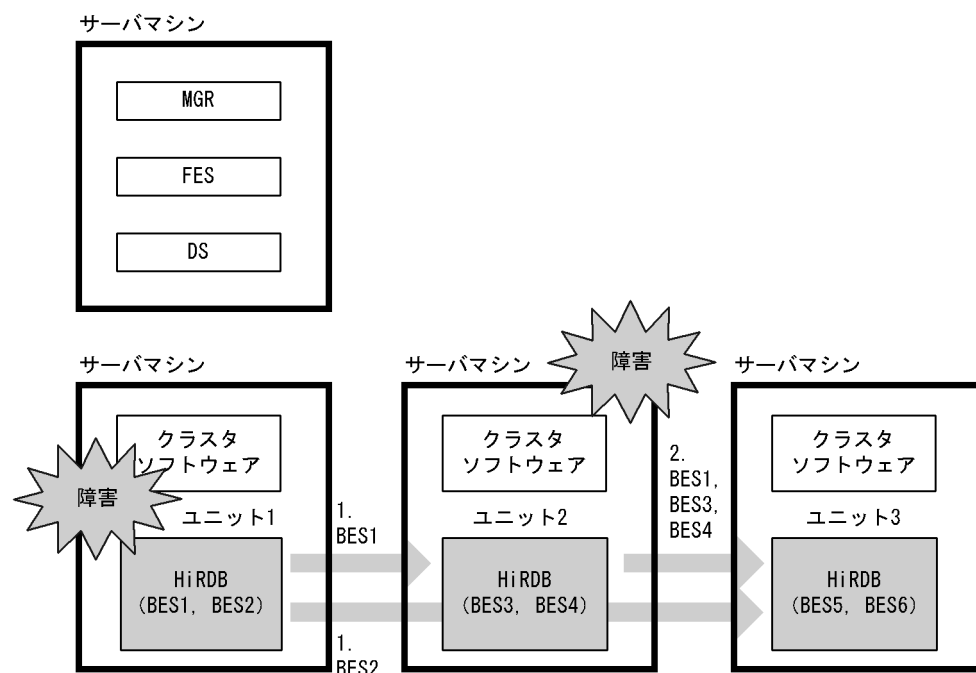 サーバマシン
MGR
FES
DS
サーバマシン
障害
クラスタ
ソフトウェア
ユニット1
HiRDB
(BES1, BES2)
1.
BES1
1.
BES2
サーバマシン
障害
クラスタ
ソフトウェア
ユニット2
HiRDB
(BES3, BES4)
2.
BES1,
BES3,
BES4
サーバマシン
クラスタ
ソフトウェア
ユニット3
HiRDB
(BES5, BES6)